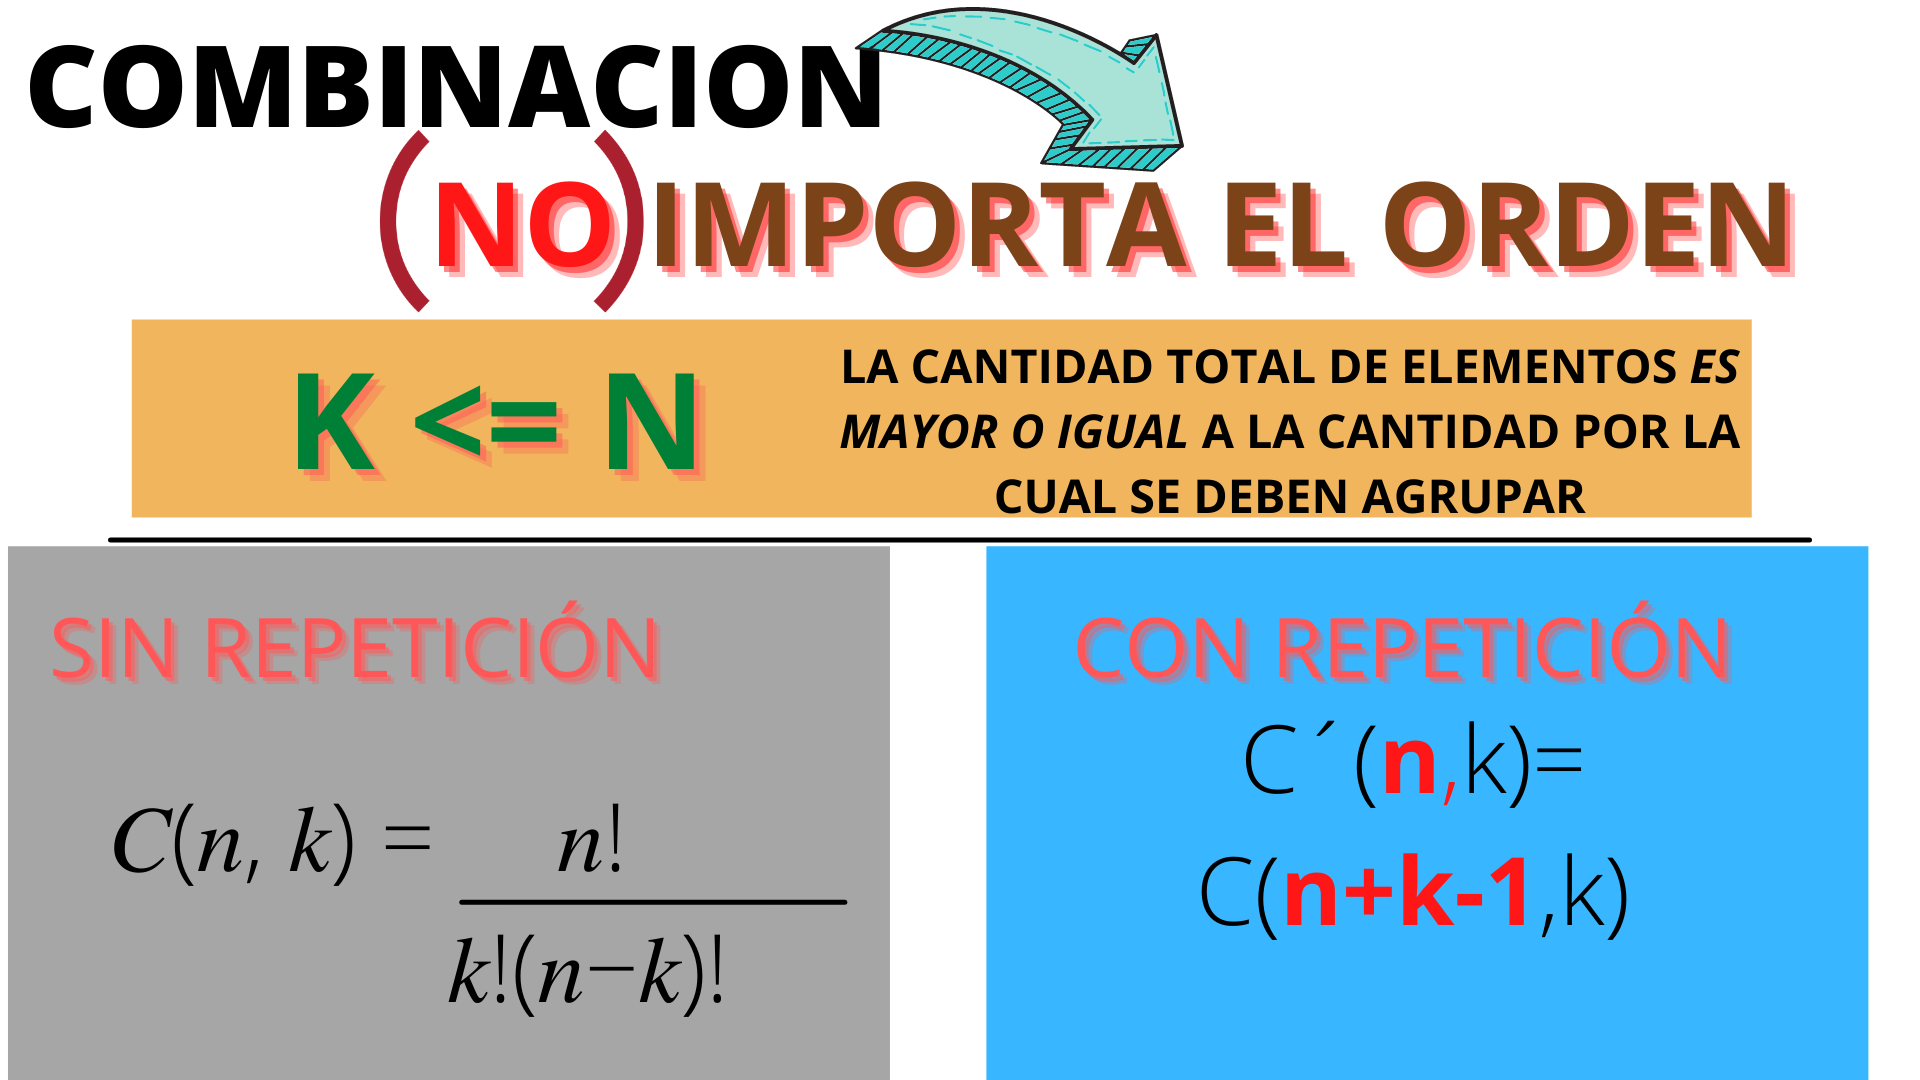 COMBINACION
(NO) IMPORTA EL ORDEN
K <= N
LA CANTIDAD TOTAL DE ELEMENTOS ES
MAYOR O IGUAL A LA CANTIDAD POR LA
CUAL SE DEBEN AGRUPAR
SIN REPETICIÓN
C(n, k) = n!
k!(n−k)!
CON REPETICIÓN
C´(n,k)=
C(n+k-1,k)